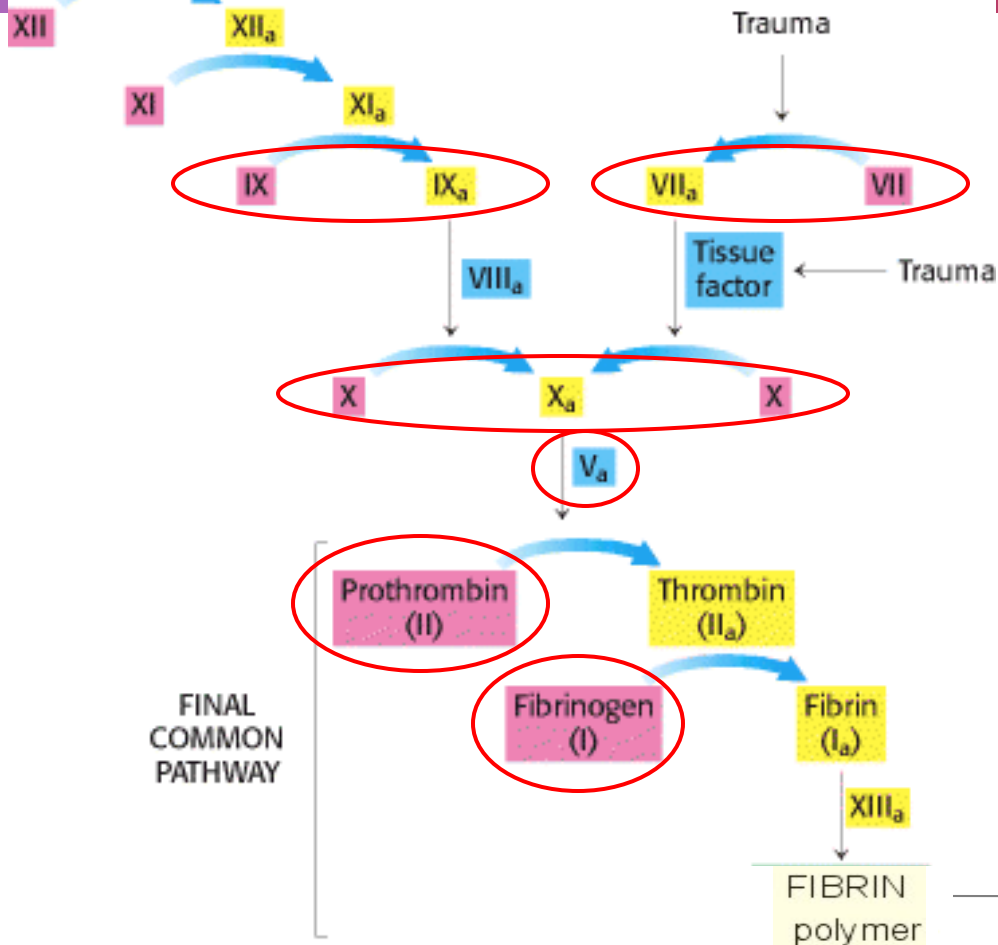 XII
XIIa
Trauma
XI
XIa
IX
IXa
VIIa
VII
VIIIa
Tissue
factor
Trauma
X
Xa
X
Va
Prothrombin
(II)
Thrombin
(IIa)
FINAL
COMMON
PATHWAY
Fibrinogen
(I)
Fibrin
(Ia)
XIIIa
FIBRIN
polymer